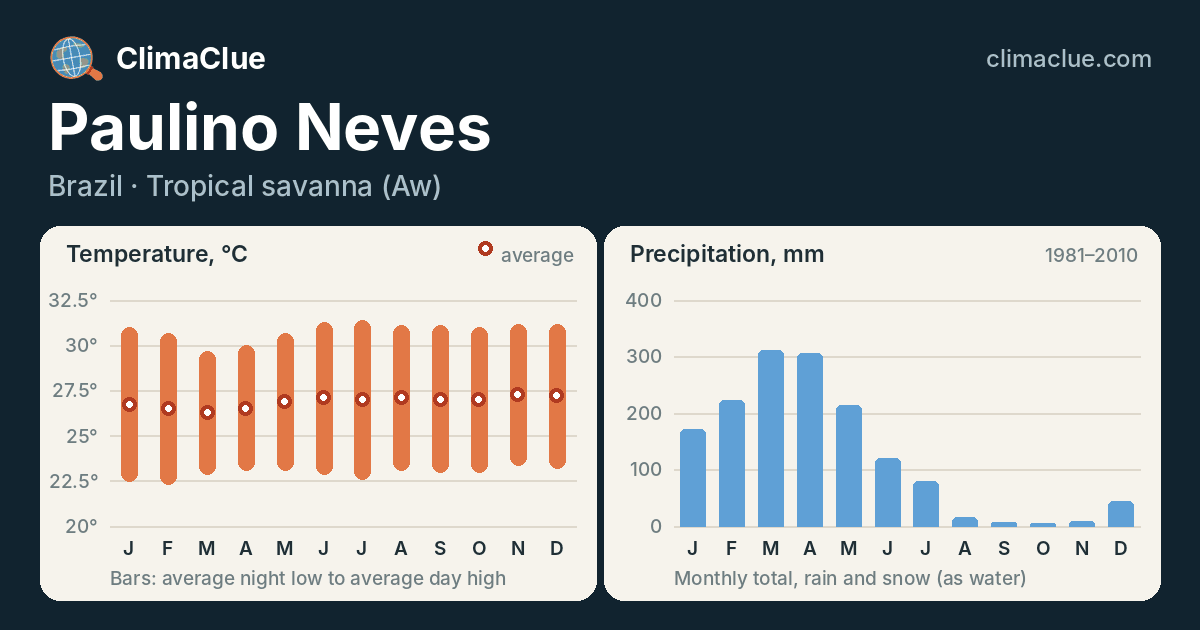 ClimaClue
climaclue.com
Paulino Neves
Brazil · Tropical savanna (Aw)
Temperature, °C
average
32.5°
30°
27.5°
25°
22.5°
20°
J F M A M J J A S O N D
Bars: average night low to average day high
Precipitation, mm
1981–2010
400
300
200
100
0
J F M A M J J A S O N D
Monthly total, rain and snow (as water)